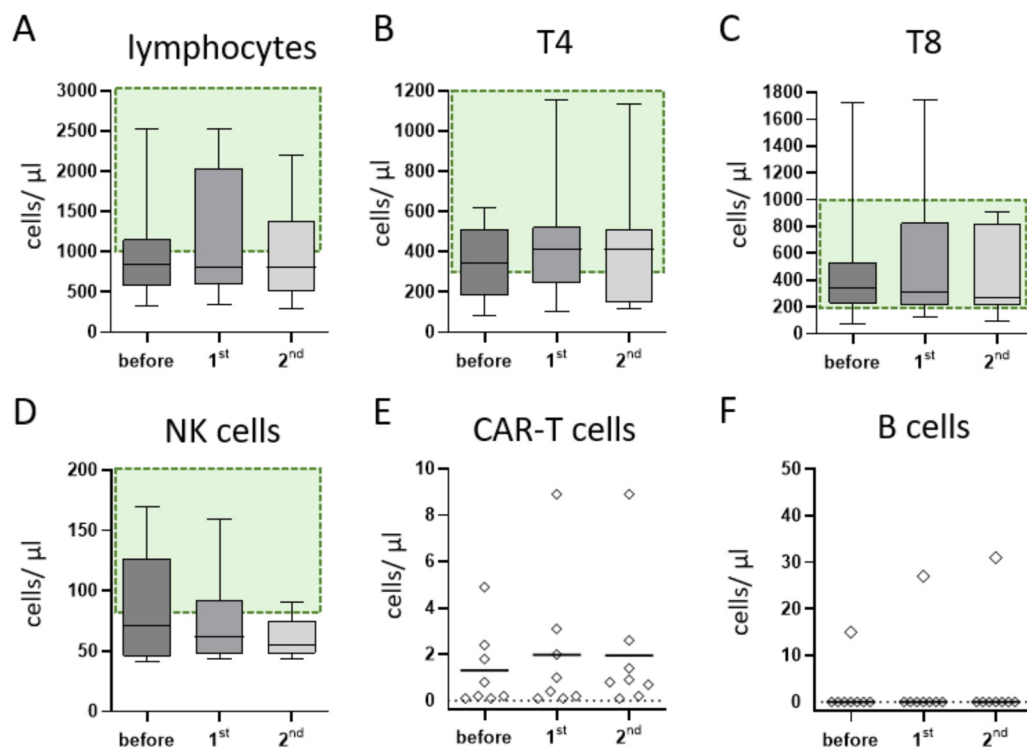 A
lymphocytes
cells/ µl
3000
2500
2000
1500
1000
500
0
before
1st
2nd
B
T4
cells/ µl
1200
1000
800
600
400
200
0
before
1st
2nd
C
T8
cells/ µl
1800
1600
1400
1200
1000
800
600
400
200
0
before
1st
2nd
D
NK cells
cells/ µl
200
150
100
50
0
before
1st
2nd
E
CAR-T cells
cells/ µl
10
8
6
4
2
0
before
1st
2nd
F
B cells
cells/ µl
50
40
30
20
10
0
before
1st
2nd